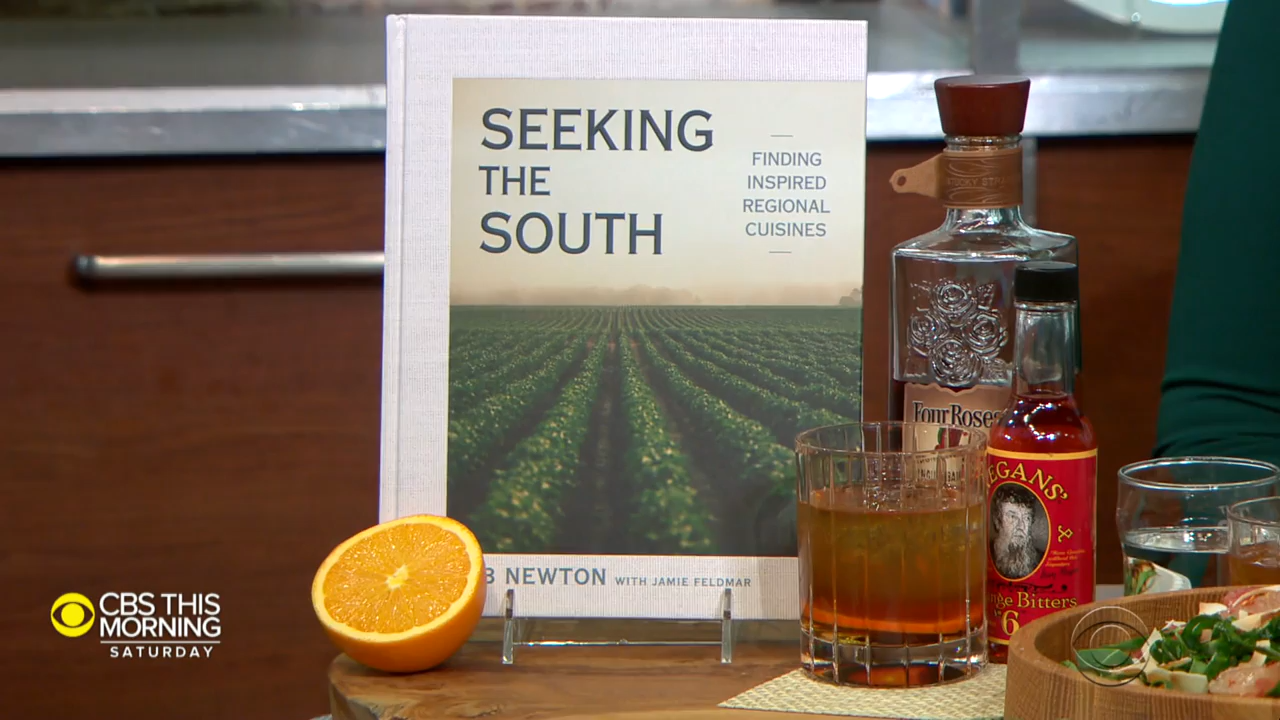 SEEKING
THE
SOUTH
FINDING
INSPIRED
REGIONAL
CUISINES
B NEWTON WITH JAMIE FELDMAR
Four Roses
EGANS'
nge Bitters
6
CBS THIS
MORNING
SATURDAY